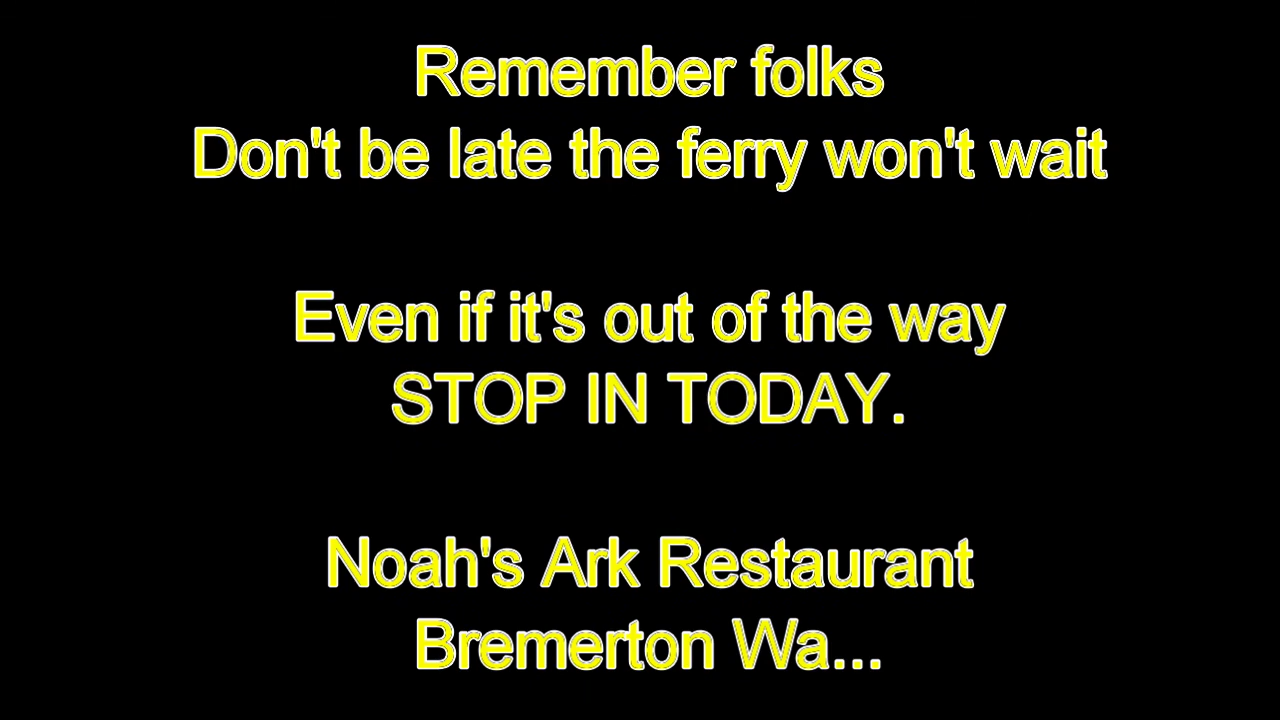 Remember folks
Don't be late the ferry won't wait
Even if it's out of the way
STOP IN TODAY.
Noah's Ark Restaurant
Bremerton Wa...